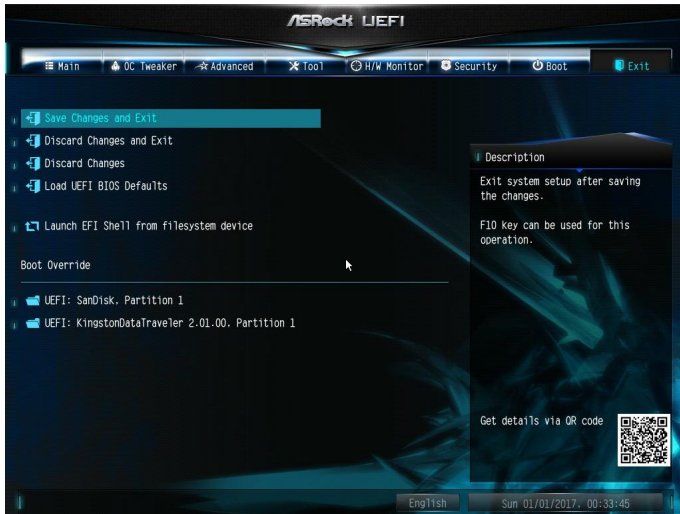 ASRock UEFI
Main
OC Tweaker
Advanced
Tool
H/W Monitor
Security
Boot
Exit
Save Changes and Exit
Discard Changes and Exit
Discard Changes
Load UEFI BIOS Defaults
Launch EFI Shell from filesystem device
Boot Override
UEFI: SanDisk. Partition 1
UEFI: KingstonDataTraveler 2.01.00. Partition 1
Description
Exit system setup after saving
the changes.
F10 key can be used for this
operation.
Get details via QR code
English
Sun 01/01/2017. 00:33:45